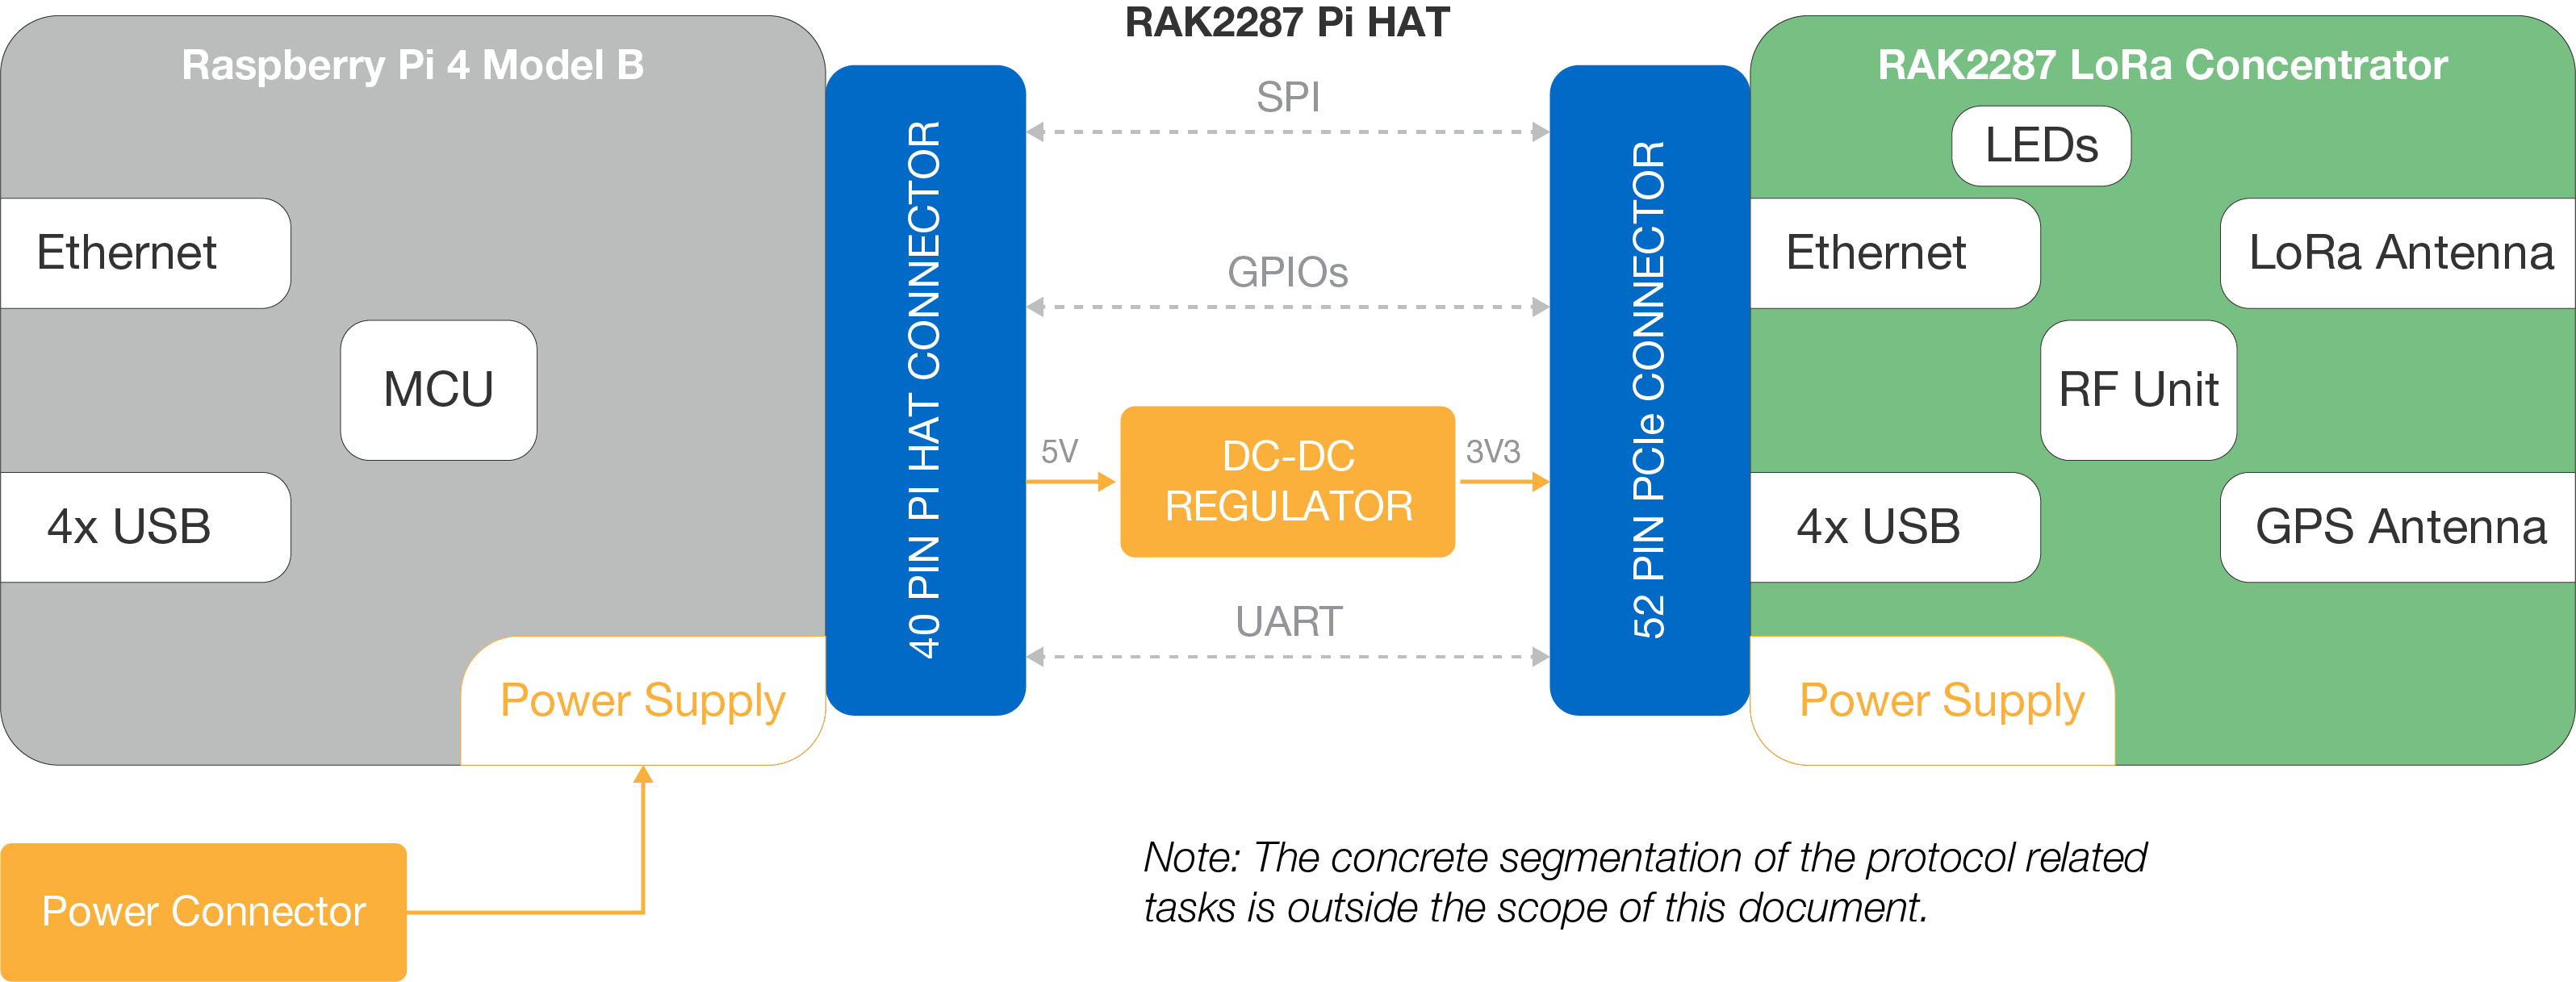 RAK2287 Pi HAT
Raspberry Pi 4 Model B
Ethernet
MCU
4x USB
Power Supply
Power Connector
40 PIN PI HAT CONNECTOR
SPI
GPIOs
5V
DC-DC
REGULATOR
3V3
UART
52 PIN PCIe CONNECTOR
RAK2287 LoRa Concentrator
LEDs
Ethernet
LoRa Antenna
RF Unit
4x USB
GPS Antenna
Power Supply
Note: The concrete segmentation of the protocol related
tasks is outside the scope of this document.